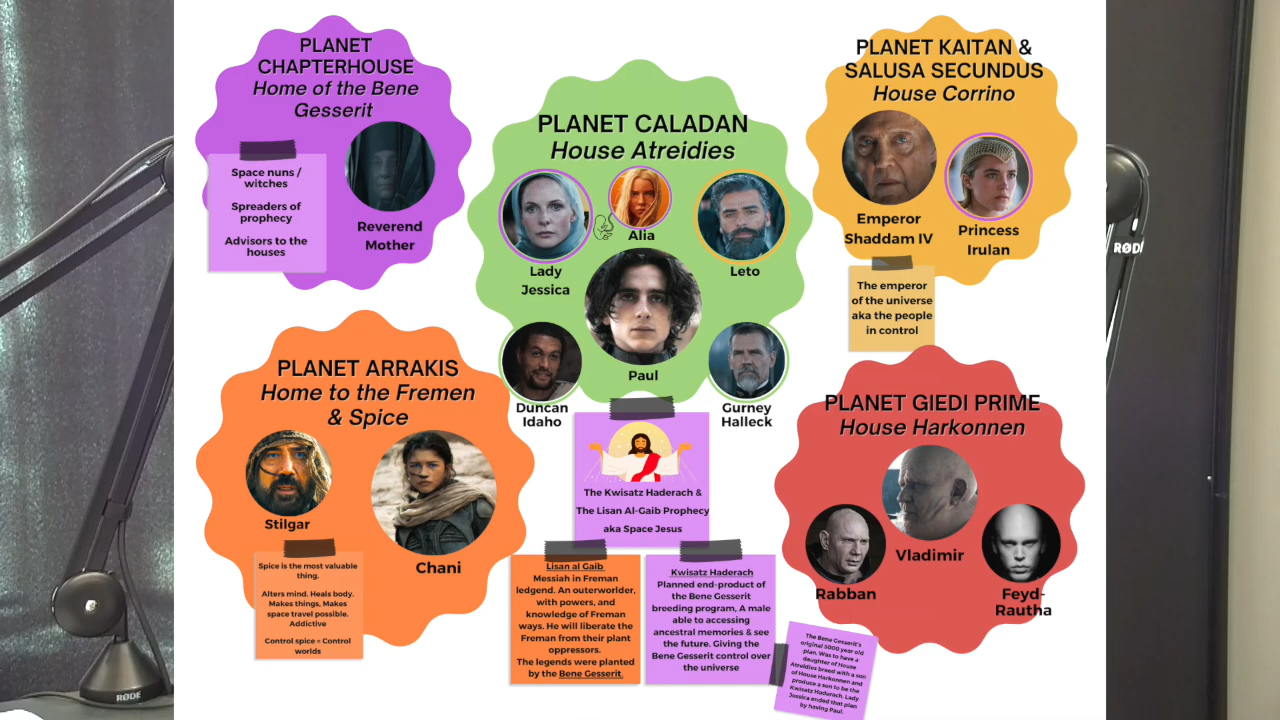 PLANET
CHAPTERHOUSE
Home of the Bene
Gesserit
Space nuns /
witches
Spreaders of
prophecy
Advisors to the
houses
Reverend
Mother
PLANET CALADAN
House Atreidies
Alia
Lady
Jessica
Leto
Paul
Duncan
Idaho
Gurney
Halleck
PLANET KAITAN &
SALUSA SECUNDUS
House Corrino
Emperor
Shaddam IV
Princess
Irulan
The emperor
of the universe
aka the people
in control
PLANET ARRAKIS
Home to the Fremen
& Spice
Stilgar
Chani
Spice is the most valuable
thing.
Alters mind. Heals body.
Makes things, Makes
space travel possible.
Addictive
Control spice = Control
worlds
The Kwisatz Haderach &
The Lisan Al-Gaib Prophecy
aka Space Jesus
Lisan al Gaib
Messiah in Freman
ledgend. An outerworlder,
with powers, and
knowledge of Freman
ways. He will liberate the
Freman from their plant
oppressors.
The legends were planted
by the Bene Gesserit.
Kwisatz Haderach
Planned end-product of
the Bene Gesserit
breeding program, A male
able to accessing
ancestral memories & see
the future. Giving the
Bene Gesserit control over
the universe
The Bene Gesserit's
original 5000 year old
plan. Was to have a
daughter of House
Atreidies breed with a son
of House Harkonnen and
produce a son to be the
Kwisatz Hadurach. Lady
Jessica ended that plan
by having Paul.
PLANET GIEDI PRIME
House Harkonnen
Rabban
Vladimir
Feyd-
Rautha
RØDE
RØDE